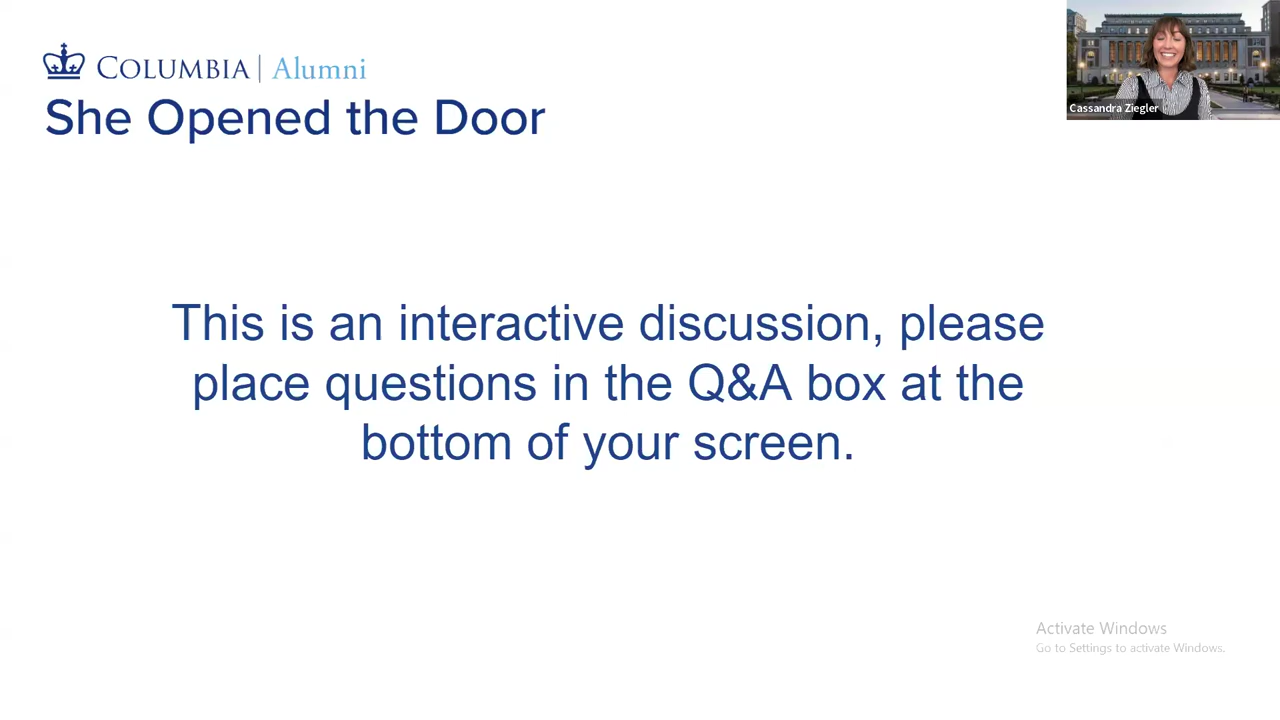 COLUMBIA | Alumni
She Opened the Door
Cassandra Ziegler
This is an interactive discussion, please
place questions in the Q&A box at the
bottom of your screen.
Activate Windows
Go to Settings to activate Windows.